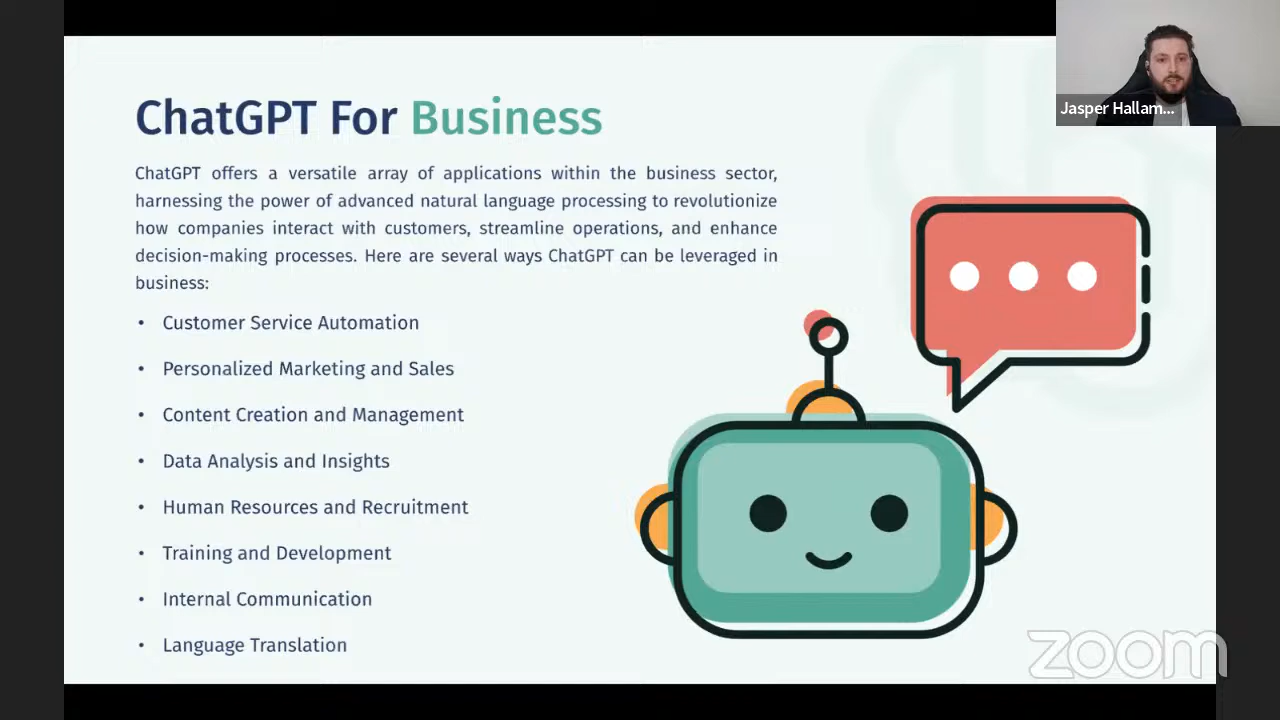 ChatGPT For Business
ChatGPT offers a versatile array of applications within the business sector,
harnessing the power of advanced natural language processing to revolutionize
how companies interact with customers, streamline operations, and enhance
decision-making processes. Here are several ways ChatGPT can be leveraged in
business:
• Customer Service Automation
• Personalized Marketing and Sales
• Content Creation and Management
• Data Analysis and Insights
• Human Resources and Recruitment
• Training and Development
• Internal Communication
• Language Translation
Jasper Hallam...
zoom